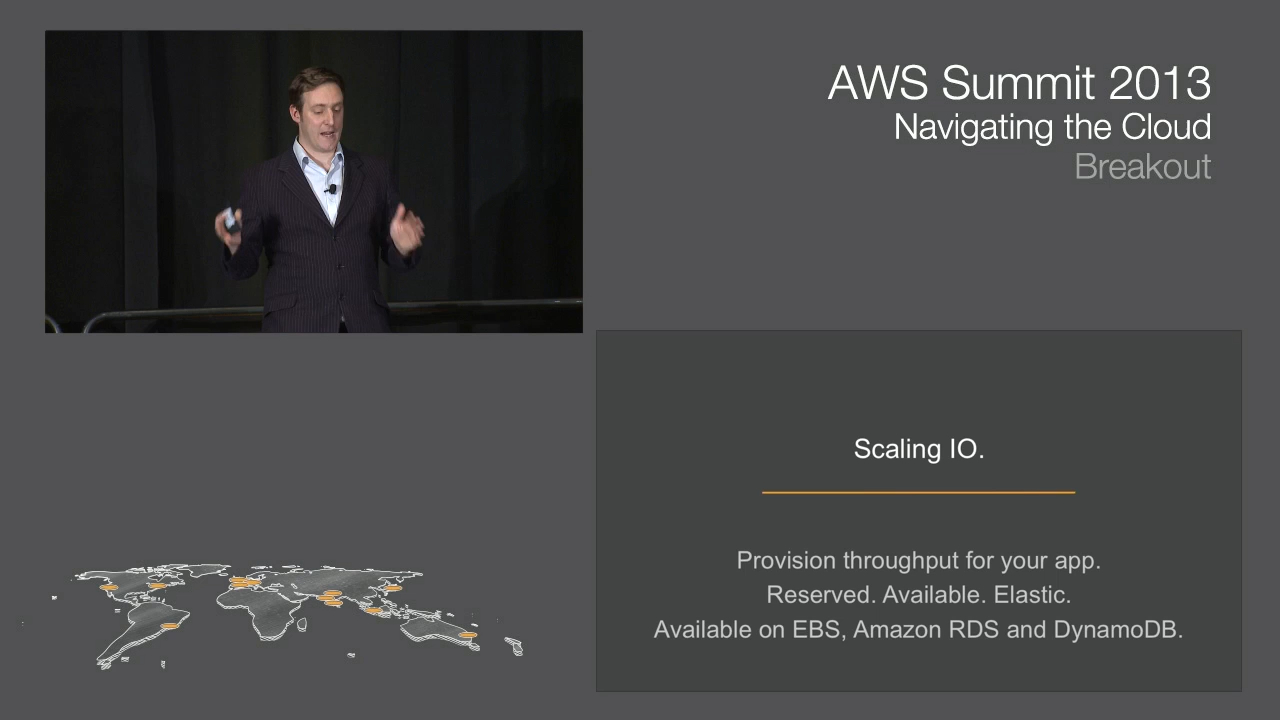 AWS Summit 2013
Navigating the Cloud
Breakout
Scaling IO.
Provision throughput for your app.
Reserved. Available. Elastic.
Available on EBS, Amazon RDS and DynamoDB.